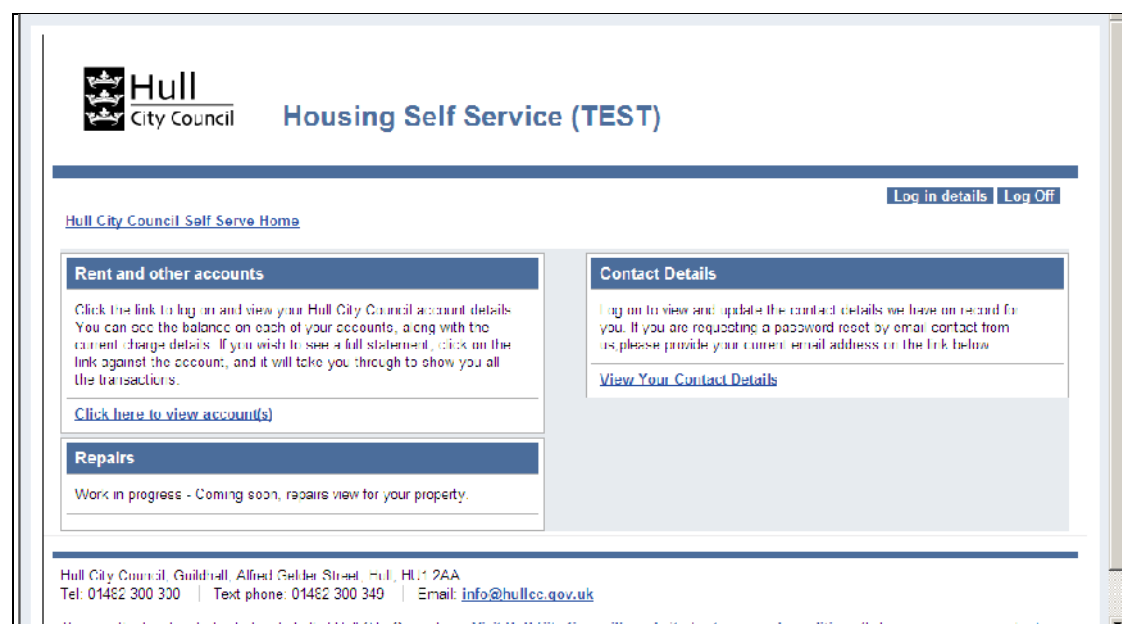 Hull
City Council
Housing Self Service (TEST)
Log in details Log Off
Hull City Council Self Serve Home
Rent and other accounts
Click the link to log on and view your Hull City Council account details.
You can see the balance on each of your accounts, along with the
current charge details. If you wish to see a full statement, click on the
link against the account, and it will take you through to show you all
the transactions.
Click here to view account(s)
Repairs
Work in progress - Coming soon, repairs view for your property.
Contact Details
Log on to view and update the contact details we have on record for
you. If you are requesting a password reset by email contact from
us,please provide your current email address on the link below
View Your Contact Details
Hull City Council, Guildhall, Alfred Gelder Street, Hull, HU1 2AA
Tel: 01482 300 300 | Text phone: 01482 300 349 | Email: info@hullcc.gov.uk